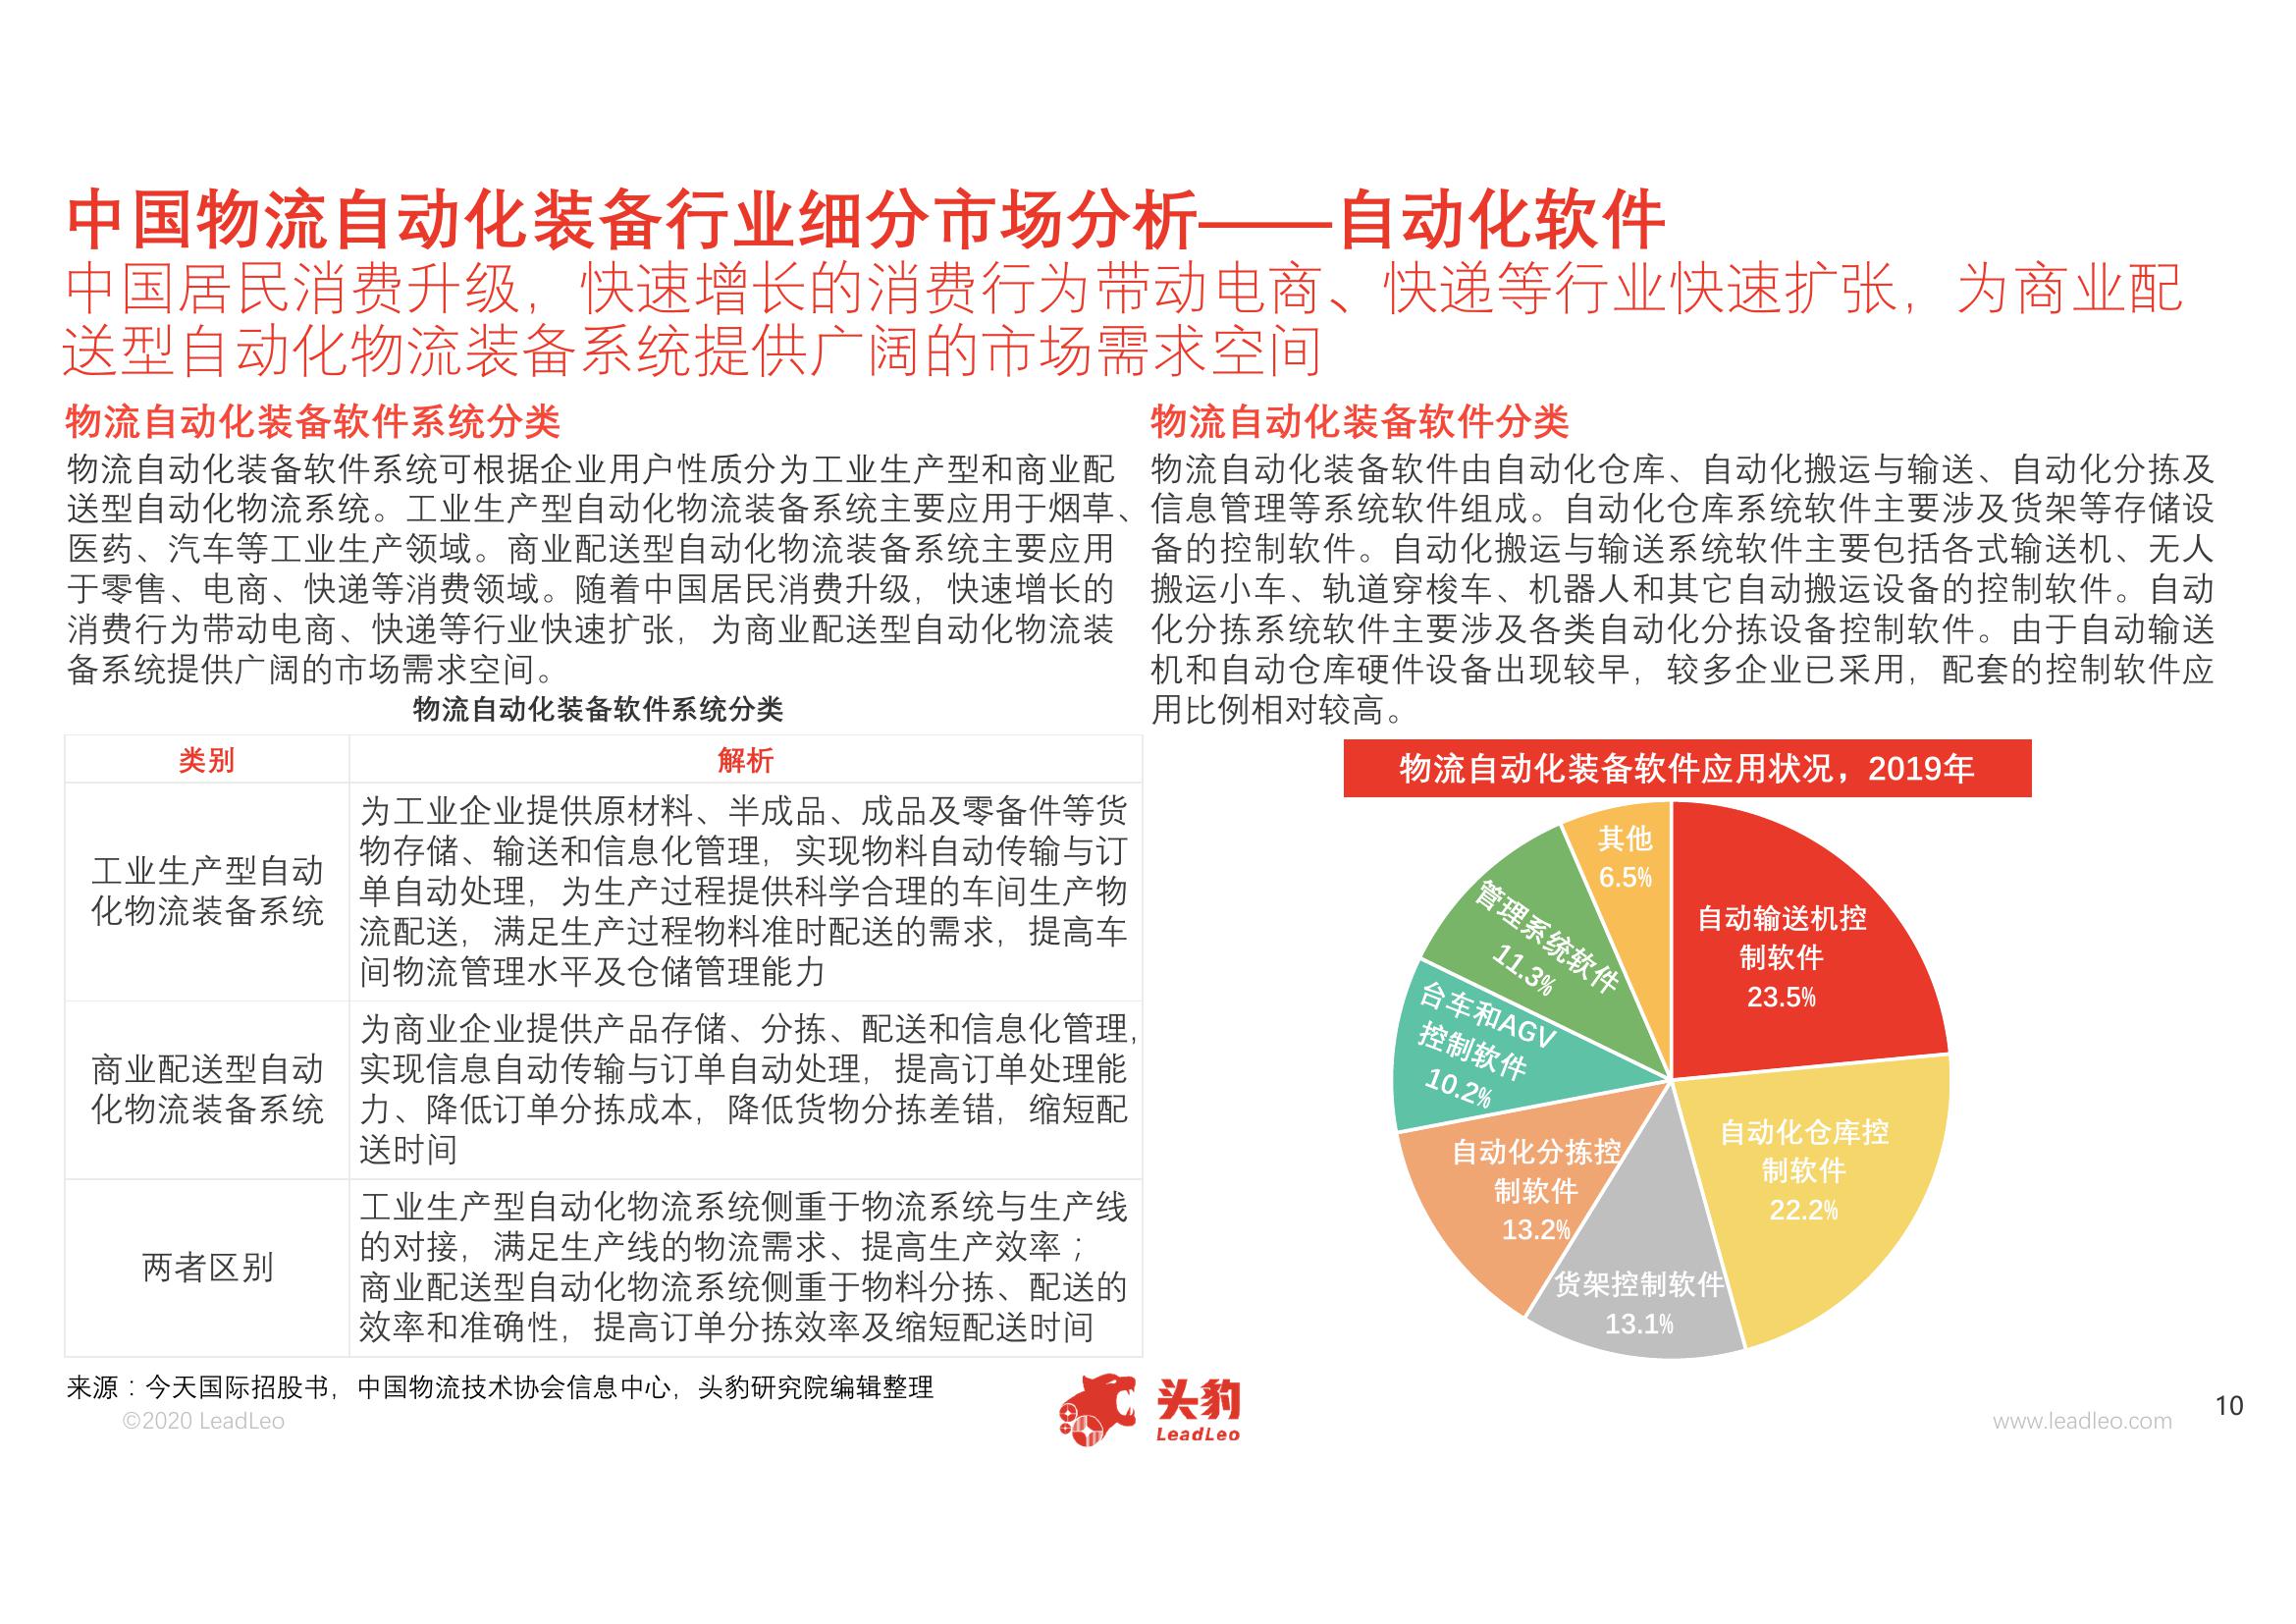 中国物流自动化装备行业细分市场分析——自动化软件
中国居民消费升级，快速增长的消费行为带动电商、快递等行业快速扩张，为商业配
送型自动化物流装备系统提供广阔的市场需求空间
物流自动化装备软件系统分类
物流自动化装备软件系统可根据企业用户性质分为工业生产型和商业配
送型自动化物流系统。工业生产型自动化物流装备系统主要应用于烟草、
医药、汽车等工业生产领域。商业配送型自动化物流装备系统主要应用
于零售、电商、快递等消费领域。随着中国居民消费升级，快速增长的
消费行为带动电商、快递等行业快速扩张，为商业配送型自动化物流装
备系统提供广阔的市场需求空间。
物流自动化装备软件系统分类
类别
解析
工业生产型自动
化物流装备系统
为工业企业提供原材料、半成品、成品及零备件等货
物存储、输送和信息化管理，实现物料自动传输与订
单自动处理，为生产过程提供科学合理的车间生产物
流配送，满足生产过程物料准时配送的需求，提高车
间物流管理水平及仓储管理能力
商业配送型自动
化物流装备系统
为商业企业提供产品存储、分拣、配送和信息化管理，
实现信息自动传输与订单自动处理，提高订单处理能
力、降低订单分拣成本，降低货物分拣差错，缩短配
送时间
两者区别
工业生产型自动化物流系统侧重于物流系统与生产线
的对接，满足生产线的物流需求、提高生产效率；
商业配送型自动化物流系统侧重于物料分拣、配送的
效率和准确性，提高订单分拣效率及缩短配送时间
物流自动化装备软件分类
物流自动化装备软件由自动化仓库、自动化搬运与输送、自动化分拣及
信息管理等系统软件组成。自动化仓库系统软件主要涉及货架等存储设
备的控制软件。自动化搬运与输送系统软件主要包括各式输送机、无人
搬运小车、轨道穿梭车、机器人和其它自动搬运设备的控制软件。自动
化分拣系统软件主要涉及各类自动化分拣设备控制软件。由于自动输送
机和自动仓库硬件设备出现较早，较多企业已采用，配套的控制软件应
用比例相对较高。
物流自动化装备软件应用状况，2019年
自动输送机控
制软件
23.5%
自动化仓库控
制软件
22.2%
货架控制软件
13.1%
自动化分拣控
制软件
13.2%
台车和AGV
控制软件
10.2%
管理系统软件
11.3%
其他
6.5%
来源：今天国际招股书，中国物流技术协会信息中心，头豹研究院编辑整理
©2020 LeadLeo
头豹
LeadLeo
www.leadleo.com
10